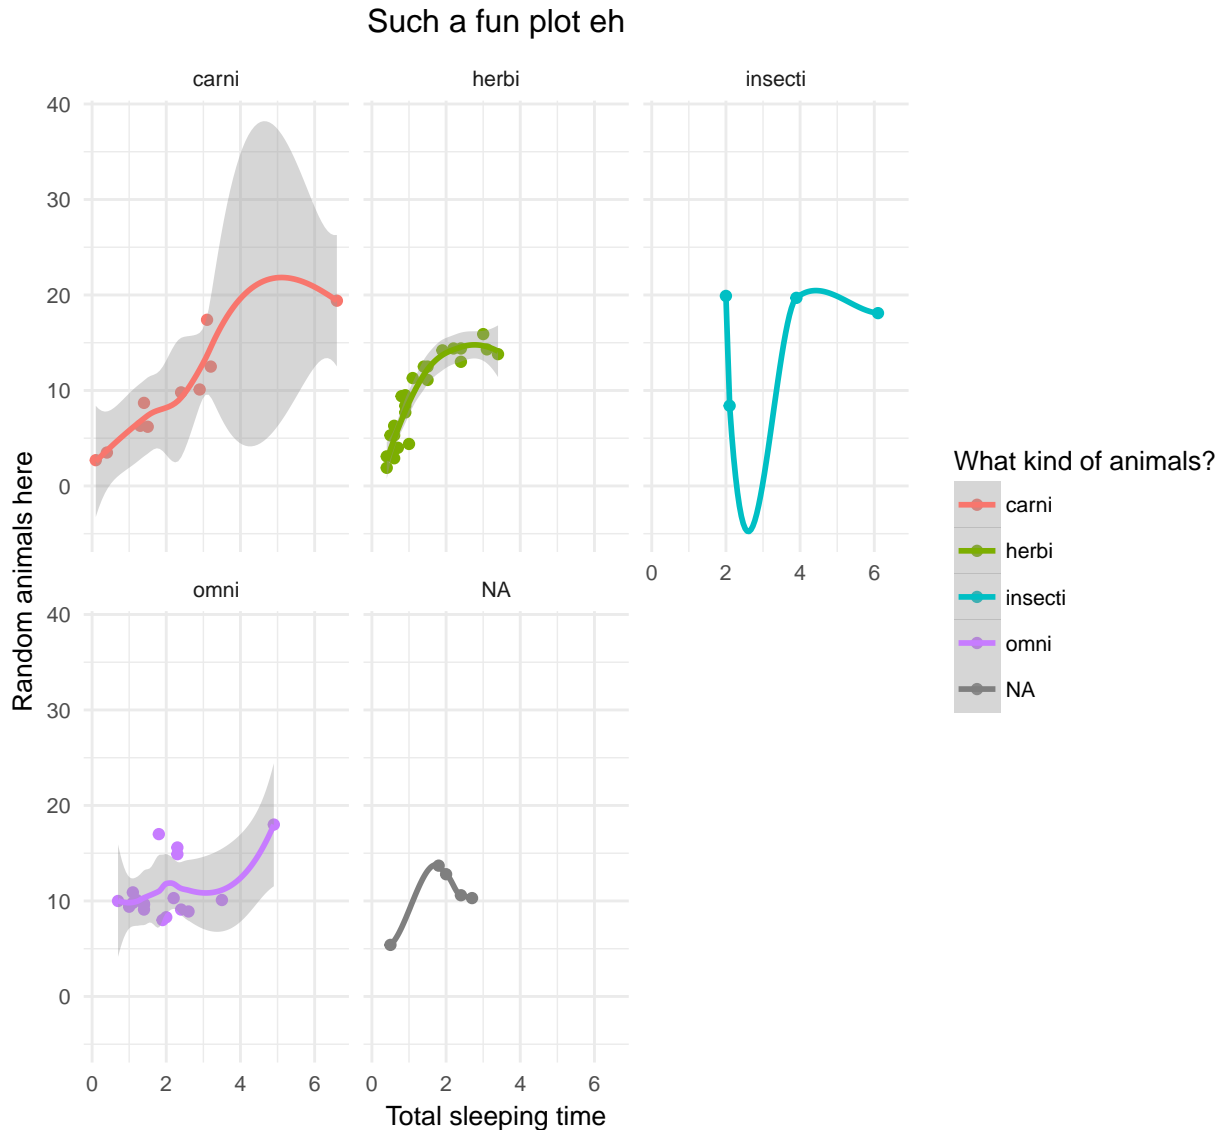 Such a fun plot eh
carni herbi insecti
40
30
20
10
0
0 2 4 6
omni NA
40
30
20
10
0
0 2 4 6 0 2 4 6
Random animals here
Total sleeping time
What kind of animals?
carni
herbi
insecti
omni
NA